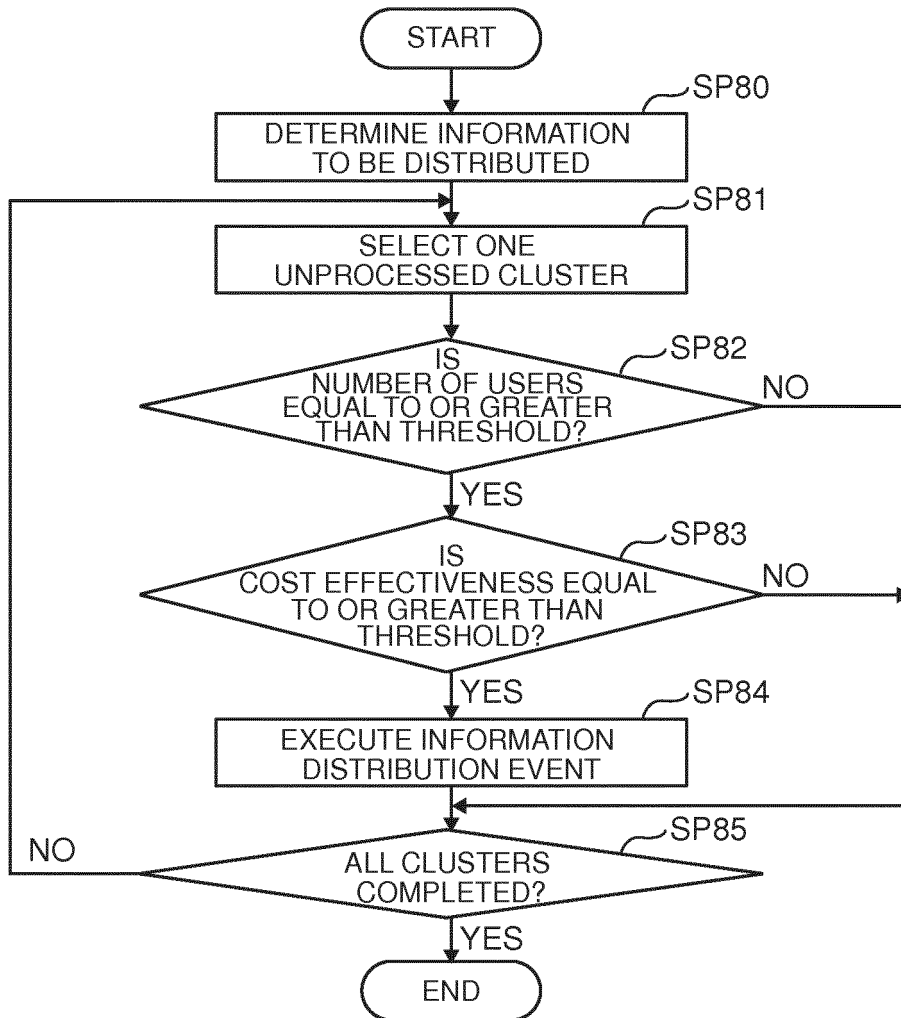 START
SP80
DETERMINE INFORMATION
TO BE DISTRIBUTED
SP81
SELECT ONE
UNPROCESSED CLUSTER
SP82
IS
NUMBER OF USERS
EQUAL TO OR GREATER
THAN THRESHOLD?
NO
YES
SP83
IS
COST EFFECTIVENESS EQUAL
TO OR GREATER THAN
THRESHOLD?
NO
YES
SP84
EXECUTE INFORMATION
DISTRIBUTION EVENT
SP85
NO
ALL CLUSTERS
COMPLETED?
YES
END